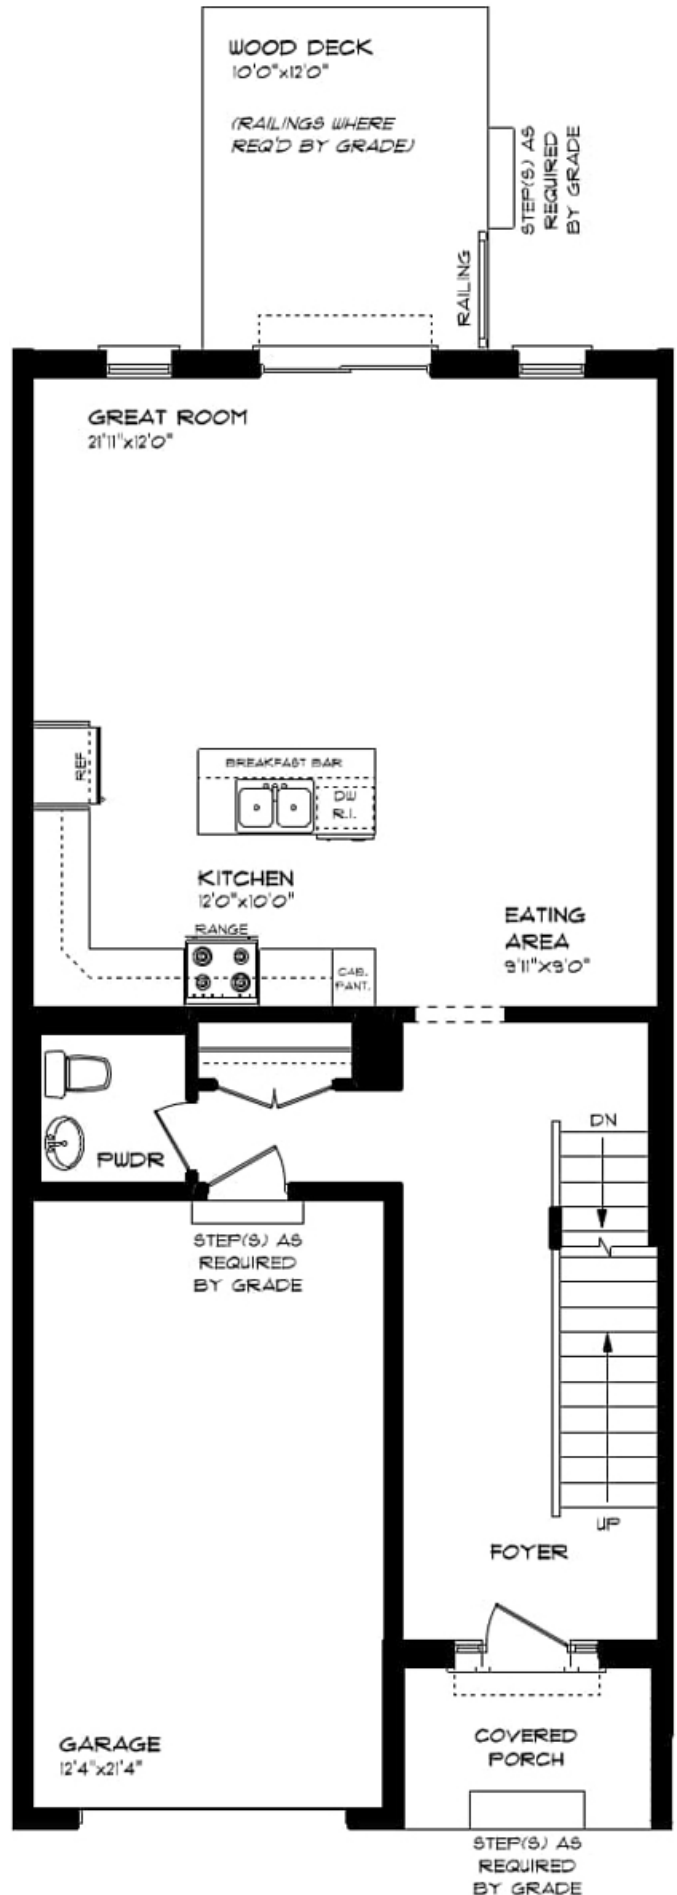 WOOD DECK
10'0"x12'0"
(RAILINGS WHERE
REQ'D BY GRADE)
STEP(S) AS
REQUIRED
BY GRADE
RAILING
GREAT ROOM
21'11"x12'0"
REF
BREAKFAST BAR
DW
R.I.
KITCHEN
12'0"x10'0"
RANGE
EATING
AREA
9'11"x9'0"
CAB.
PANT.
DN
PWDR
STEP(S) AS
REQUIRED
BY GRADE
UP
FOYER
GARAGE
12'4"x21'4"
COVERED
PORCH
STEP(S) AS
REQUIRED
BY GRADE